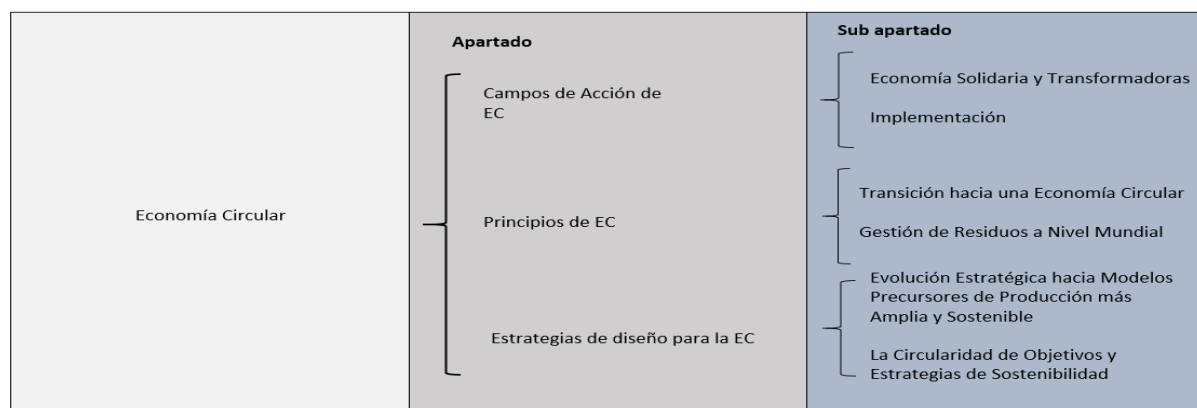 Economía Circular
Apartado
Campos de Acción de
EC
Principios de EC
Estrategias de diseño para la EC
Sub apartado
Economía Solidaria y Transformadoras
Implementación
Transición hacia una Economía Circular
Gestión de Residuos a Nivel Mundial
Evolución Estratégica hacia Modelos
Precursores de Producción más
Amplia y Sostenible
La Circularidad de Objetivos y
Estrategias de Sostenibilidad